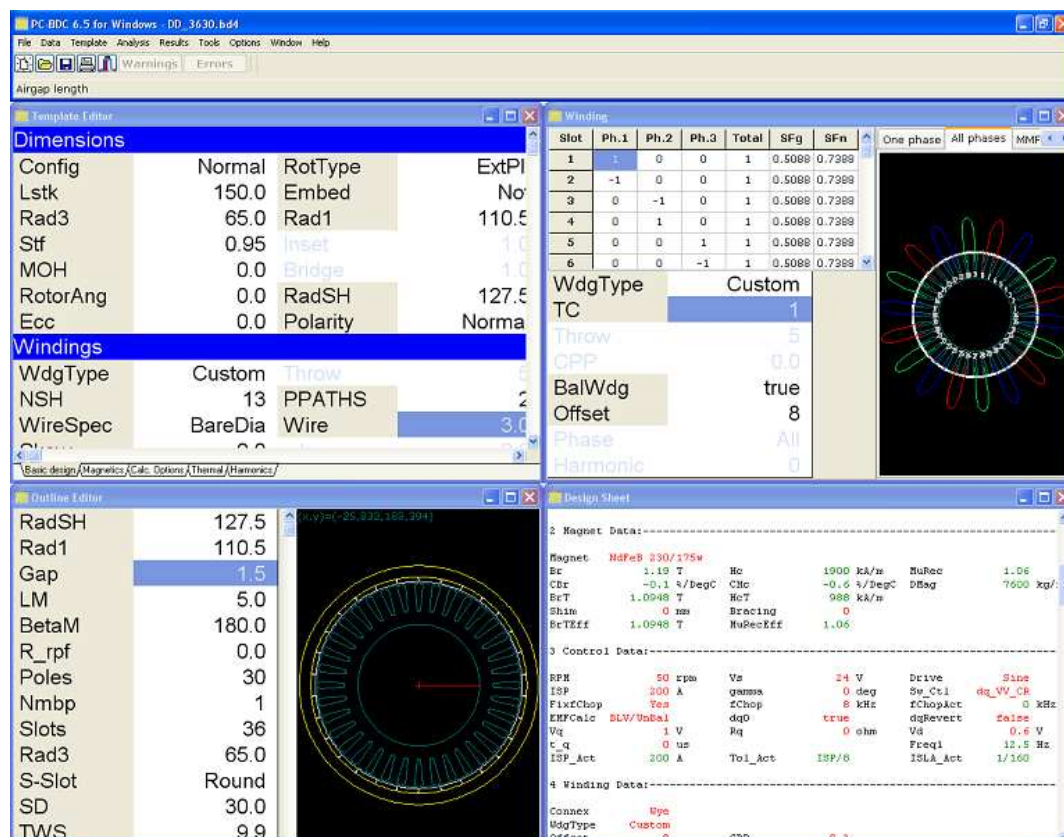 PC-BDC 6.5 for Windows - DD_3630.bd4
File Data Template Analysis Results Tools Options Window Help
Warnings Errors
Airgap length
Template Editor
Dimensions
Config Normal RotType ExtPl
Lstk 150.0 Embed No
Rad3 65.0 Rad1 110.5
Stf 0.95 Inset 1.0
MOH 0.0 Bridge 1.0
RotorAng 0.0 RadSH 127.5
Ecc 0.0 Polarity Norma
Windings
WdgType Custom Throw 5
NSH 13 PPATHS 2
WireSpec BareDia Wire 3.0
Basic design Magnetics Calc. Options Thermal Harmonics
Winding
Slot Ph.1 Ph.2 Ph.3 Total SFg SFn
1 1 0 0 1 0.5088 0.7388
2 -1 0 0 1 0.5088 0.7388
3 0 -1 0 1 0.5088 0.7388
4 0 1 0 1 0.5088 0.7388
5 0 0 1 1 0.5088 0.7388
6 0 0 -1 1 0.5088 0.7388
One phase All phases MMF
WdgType Custom
TC 1
Throw 5
CPP 0.0
BalWdg true
Offset 8
Phase All
Harmonic 0
Outline Editor
RadSH 127.5
Rad1 110.5
Gap 1.5
LM 5.0
BetaM 180.0
R_rpf 0.0
Poles 30
Nmbp 1
Slots 36
Rad3 65.0
S-Slot Round
SD 30.0
TWS 9.9
Design Sheet
2 Magnet Data:
Magnet NdFeB 230/175w
Br 1.19 T Hc 1900 kA/m MuRec 1.06
CBr -0.1 %/DegC CHc -0.6 %/DegC DMag 7600 kg/
BrT 1.0948 T HcT 988 kA/m
Shim 0 mm Bracing 0
BrTEff 1.0948 T MuRecEff 1.06
3 Control Data:
RPM 50 rpm Vs 24 V Drive Sine
ISP 200 A gamma 0 deg Sw_Ctl dq_VV_CR
FixfChop Yes fChop 8 kHz fChopAct 0 kHz
EMFCalc BLV/UnBal dq0 true dqRevert false
Vq 1 V Rq 0 ohm Vd 0.6 V
t_q 0 us Freq1 12.5 Hz
ISP_Act 200 A Tol_Act ISP/8 ISLA_Act 1/160
4 Winding Data:
Connex Wye
WdgType Custom